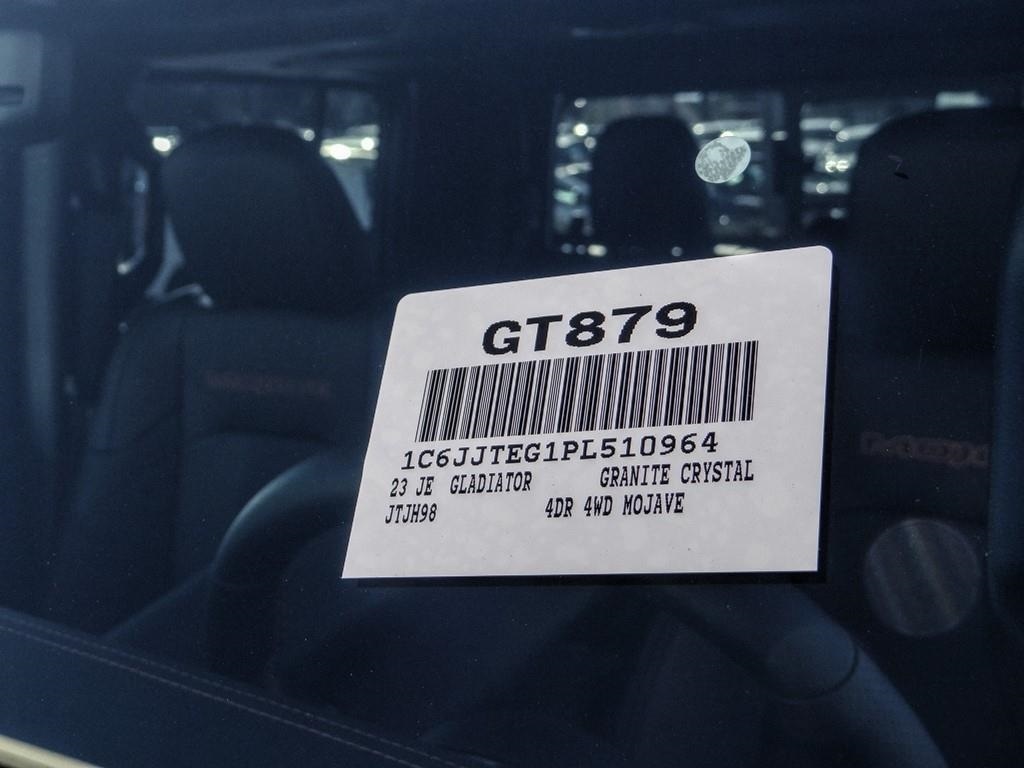 GT879
1C6JJTEG1PL510964
23 JE GLADIATOR GRANITE CRYSTAL
JTJH98 4DR 4WD MOJAVE